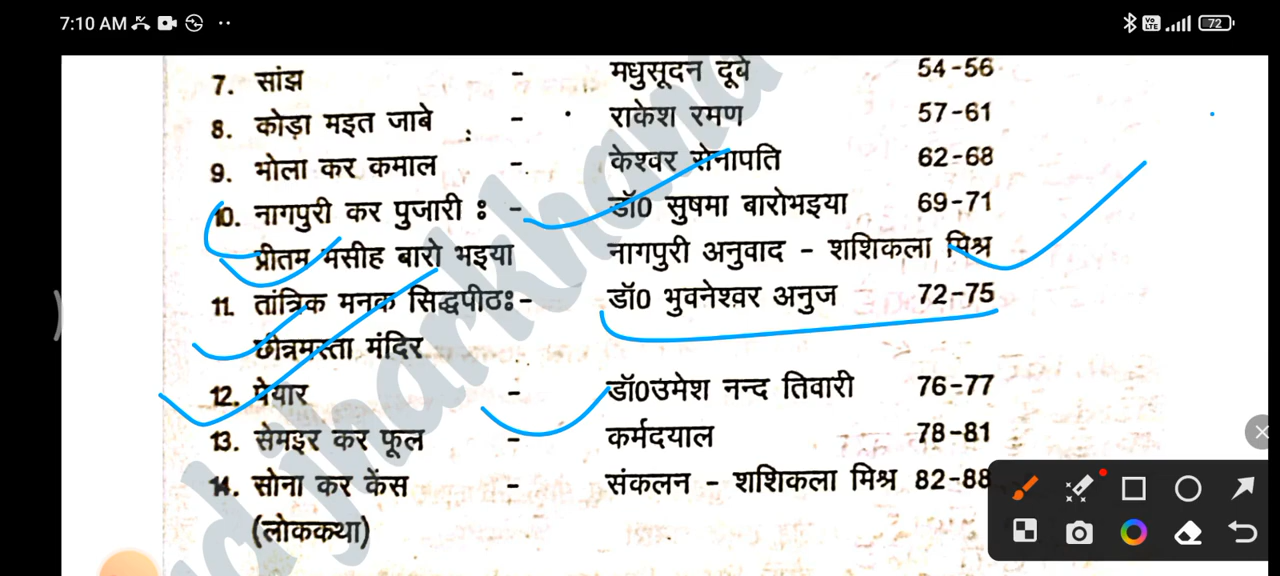 7:10 AM
Vo LTE 72
7. सांझ - मधुसूदन दूबे 54-56
8. कोड़ा मइत जाबे - राकेश रमण 57-61
9. भोला कर कमाल - केश्वर सोनापति 62-68
10. नागपुरी कर पुजारी : - डॉ0 सुषमा बारोभइया 69-71
प्रीतम मसीह बारो भइया नागपुरी अनुवाद - शशिकला मिश्र
11. तांत्रिक मनक सिद्धपीठः- डॉ0 भुवनेश्वर अनुज 72-75
छीन्नमस्ता मंदिर
12. पेयार - डॉ0उमेश नन्द तिवारी 76-77
13. सेमइर कर फूल - कर्मदयाल 78-81
14. सोना कर केंस - संकलन - शशिकला मिश्र 82-88
(लोककथा)
jharkhand